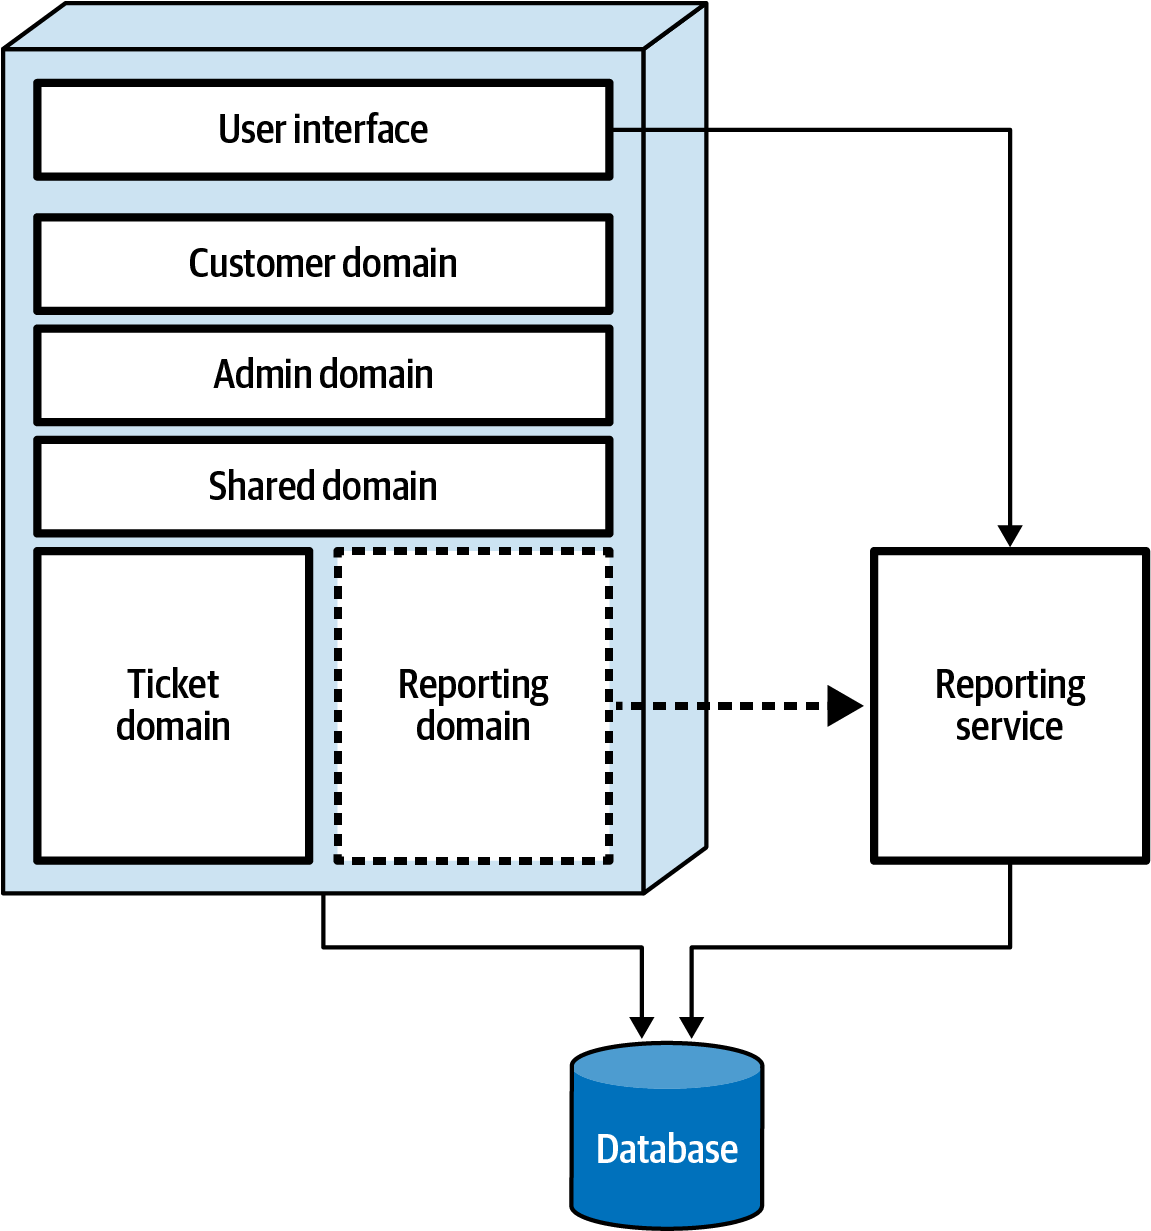 User interface
Customer domain
Admin domain
Shared domain
Ticket
domain
Reporting
domain
Reporting
service
Database